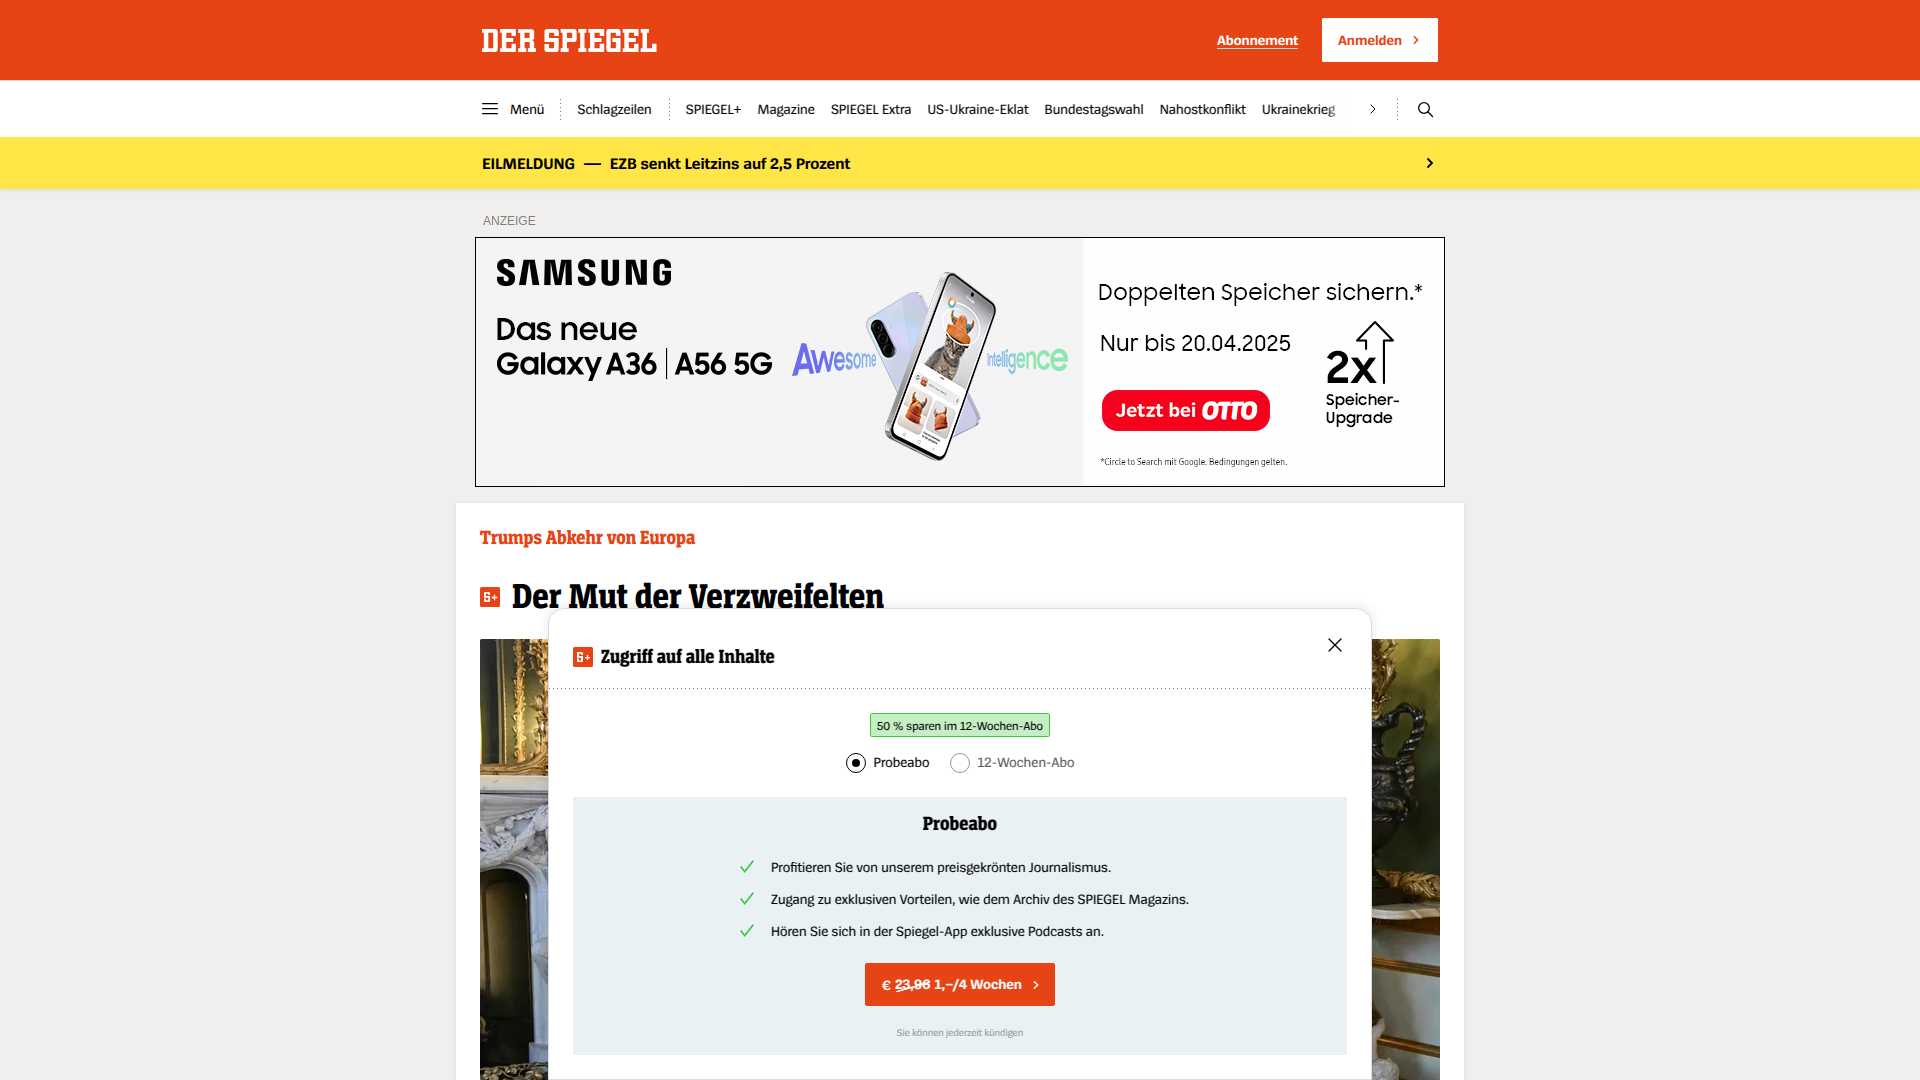 DER SPIEGEL
Abonnement
Anmelden
Menü
Schlagzeilen
SPIEGEL+
Magazine
SPIEGEL Extra
US-Ukraine-Eklat
Bundestagswahl
Nahostkonflikt
Ukrainekrieg
EILMELDUNG — EZB senkt Leitzins auf 2,5 Prozent
ANZEIGE
SAMSUNG
Das neue
Galaxy A36 | A56 5G
Awesome
Intelligence
Doppelten Speicher sichern.*
Nur bis 20.04.2025
2x
Speicher-
Upgrade
Jetzt bei OTTO
*Circle to Search mit Google. Bedingungen gelten.
Trumps Abkehr von Europa
S+ Der Mut der Verzweifelten
S+ Zugriff auf alle Inhalte
50 % sparen im 12-Wochen-Abo
Probeabo
12-Wochen-Abo
Probeabo
Profitieren Sie von unserem preisgekrönten Journalismus.
Zugang zu exklusiven Vorteilen, wie dem Archiv des SPIEGEL Magazins.
Hören Sie sich in der Spiegel-App exklusive Podcasts an.
€ 23,96 1,–/4 Wochen
Sie können jederzeit kündigen